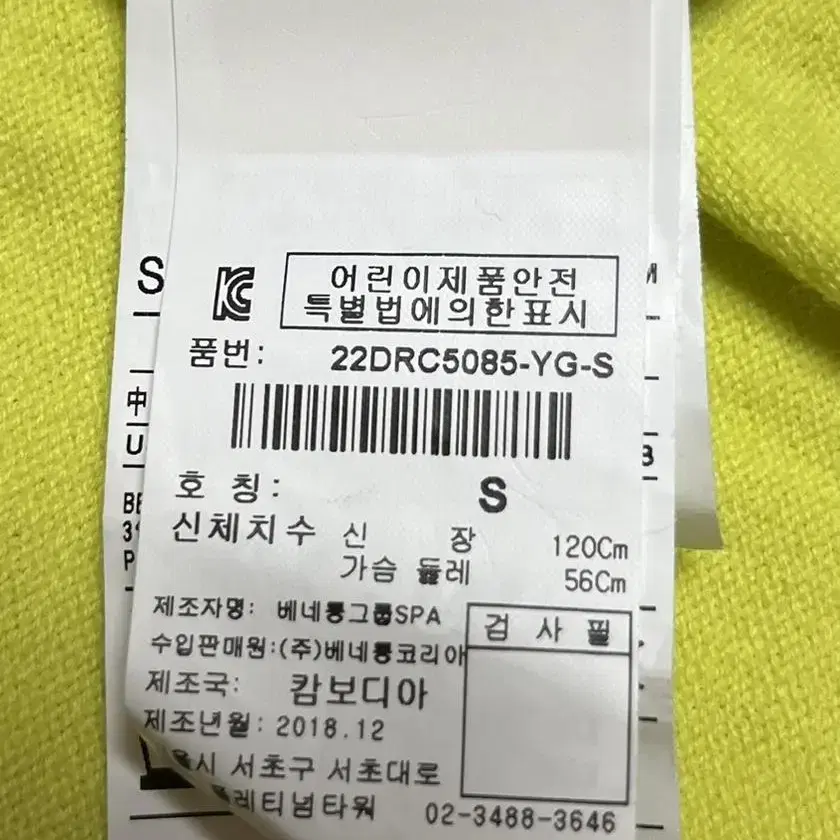 S
KC
어린이제품안전
특별법에의한표시
품번: 22DRC5085-YG-S
中
U
호 칭: S
신체치수 신 장 120Cm
가슴 둘레 56Cm
제조자명: 베네통그룹SPA
검 사 필
수입판매원:(주)베네통코리아
제조국: 캄보디아
제조년월: 2018.12
서초구 서초대로
02-3488-3646